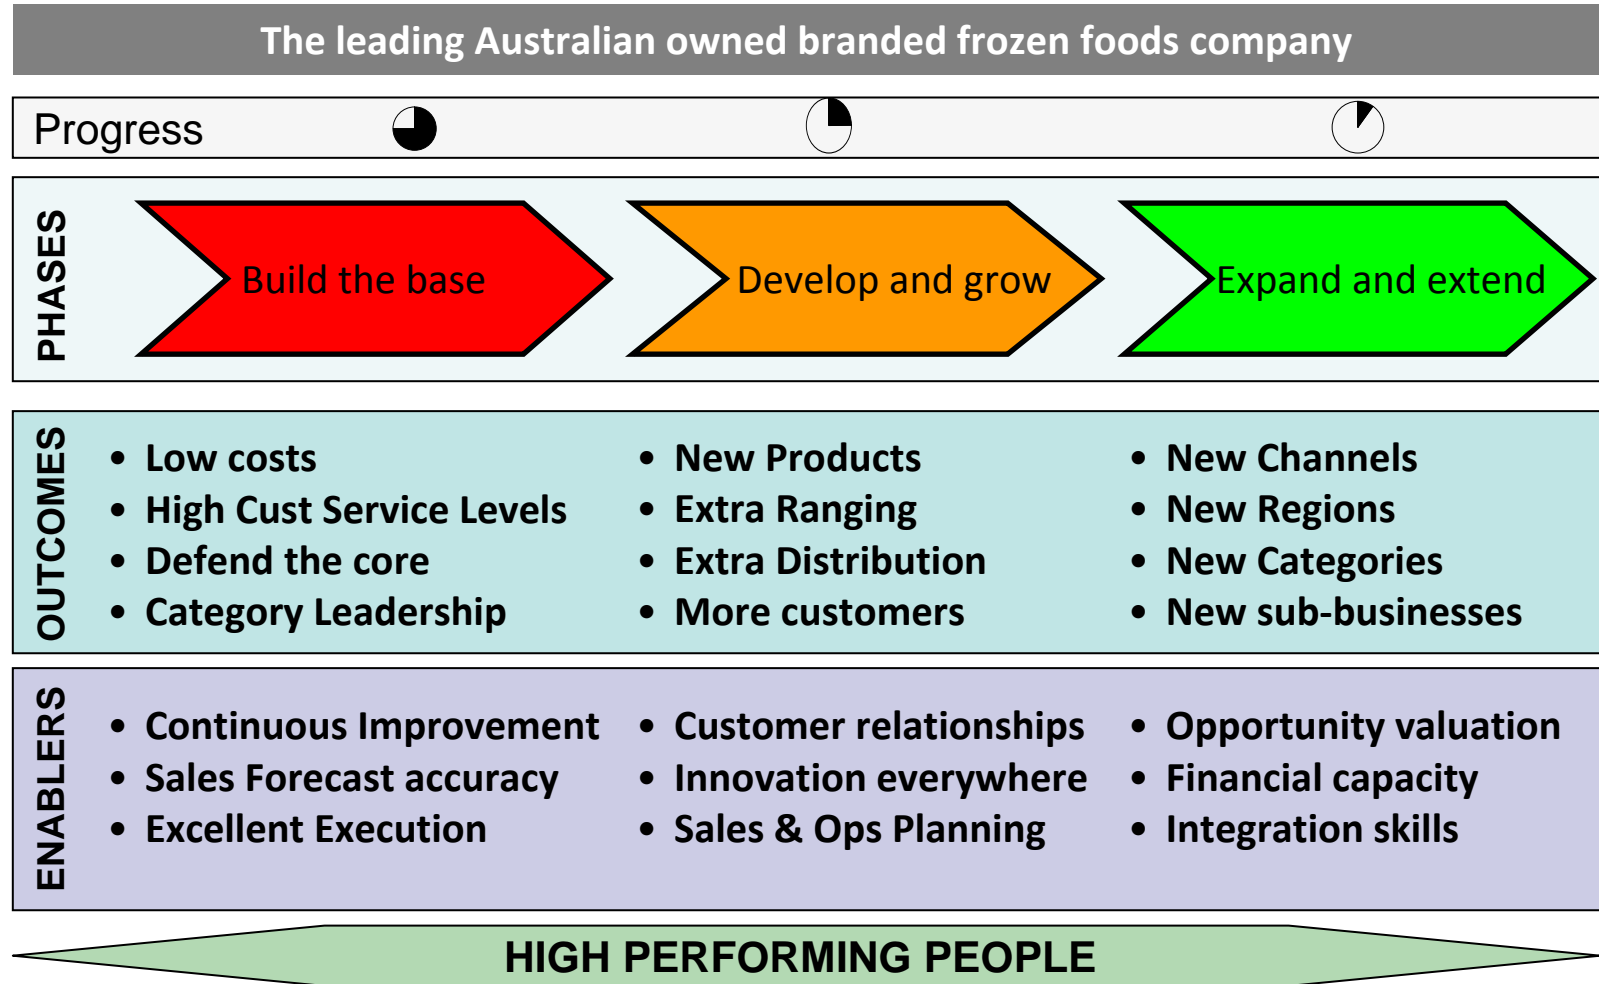 The leading Australian owned branded frozen foods company
Progress
PHASES
Build the base
Develop and grow
Expand and extend
OUTCOMES
• Low costs
• High Cust Service Levels
• Defend the core
• Category Leadership
• New Products
• Extra Ranging
• Extra Distribution
• More customers
• New Channels
• New Regions
• New Categories
• New sub-businesses
ENABLERS
• Continuous Improvement
• Sales Forecast accuracy
• Excellent Execution
• Customer relationships
• Innovation everywhere
• Sales & Ops Planning
• Opportunity valuation
• Financial capacity
• Integration skills
HIGH PERFORMING PEOPLE